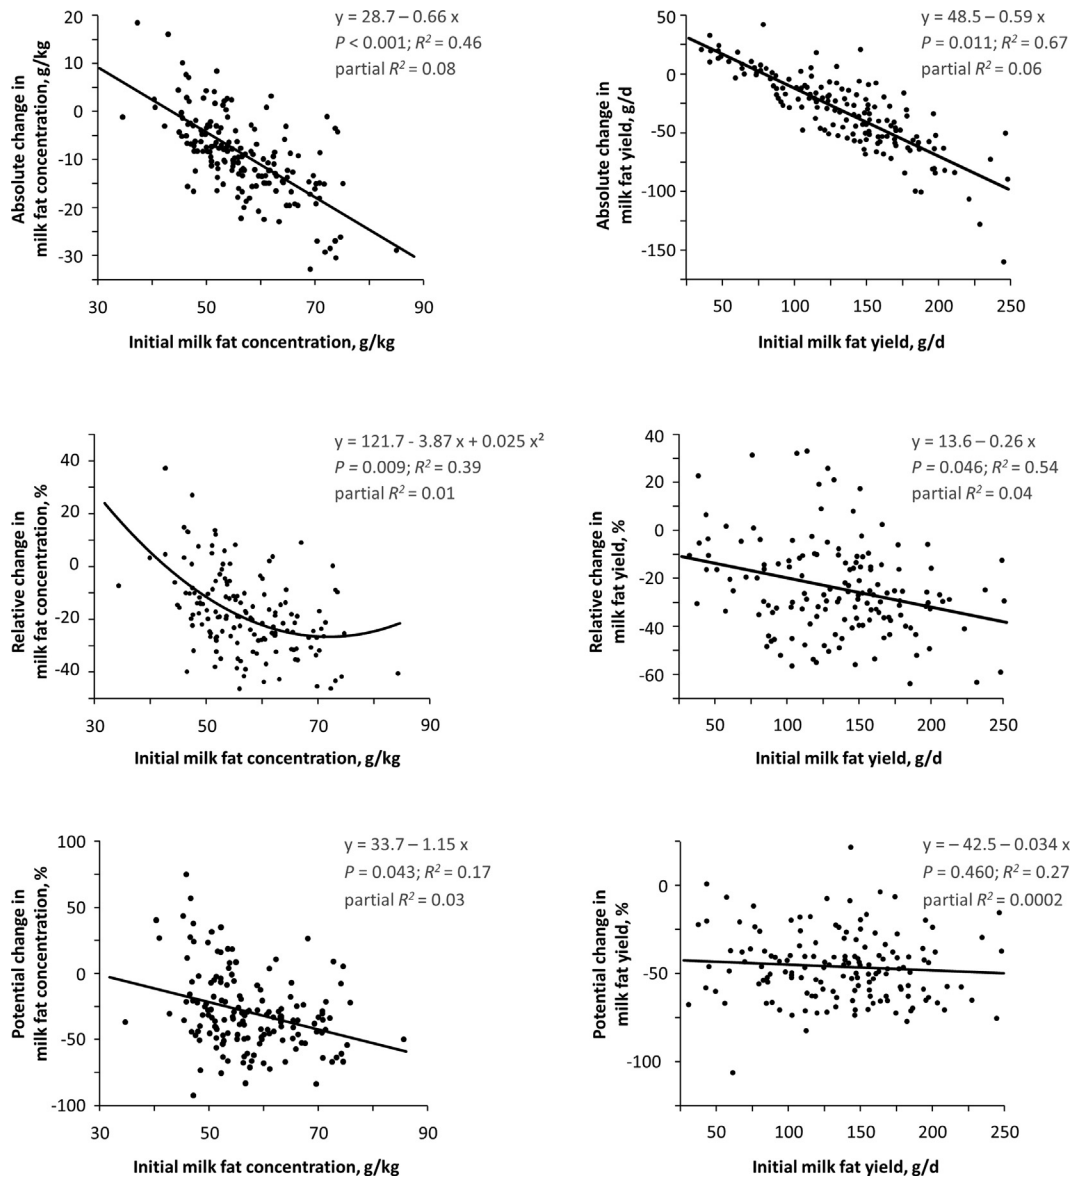 y = 28.7 – 0.66 x
P < 0.001; R² = 0.46
partial R² = 0.08
Absolute change in
milk fat concentration, g/kg
20
10
0
-10
-20
-30
30 50 70 90
Initial milk fat concentration, g/kg
y = 48.5 – 0.59 x
P = 0.011; R² = 0.67
partial R² = 0.06
Absolute change in
milk fat yield, g/d
50
0
-50
-100
-150
50 100 150 200 250
Initial milk fat yield, g/d
y = 121.7 - 3.87 x + 0.025 x²
P = 0.009; R² = 0.39
partial R² = 0.01
Relative change in
milk fat concentration, %
40
20
0
-20
-40
30 50 70 90
Initial milk fat concentration, g/kg
y = 13.6 – 0.26 x
P = 0.046; R² = 0.54
partial R² = 0.04
Relative change in
milk fat yield, %
40
20
0
-20
-40
-60
50 100 150 200 250
Initial milk fat yield, g/d
y = 33.7 – 1.15 x
P = 0.043; R² = 0.17
partial R² = 0.03
Potential change in
milk fat concentration, %
100
50
0
-50
-100
30 50 70 90
Initial milk fat concentration, g/kg
y = – 42.5 – 0.034 x
P = 0.460; R² = 0.27
partial R² = 0.0002
Potential change in
milk fat yield, %
0
-50
-100
50 100 150 200 250
Initial milk fat yield, g/d